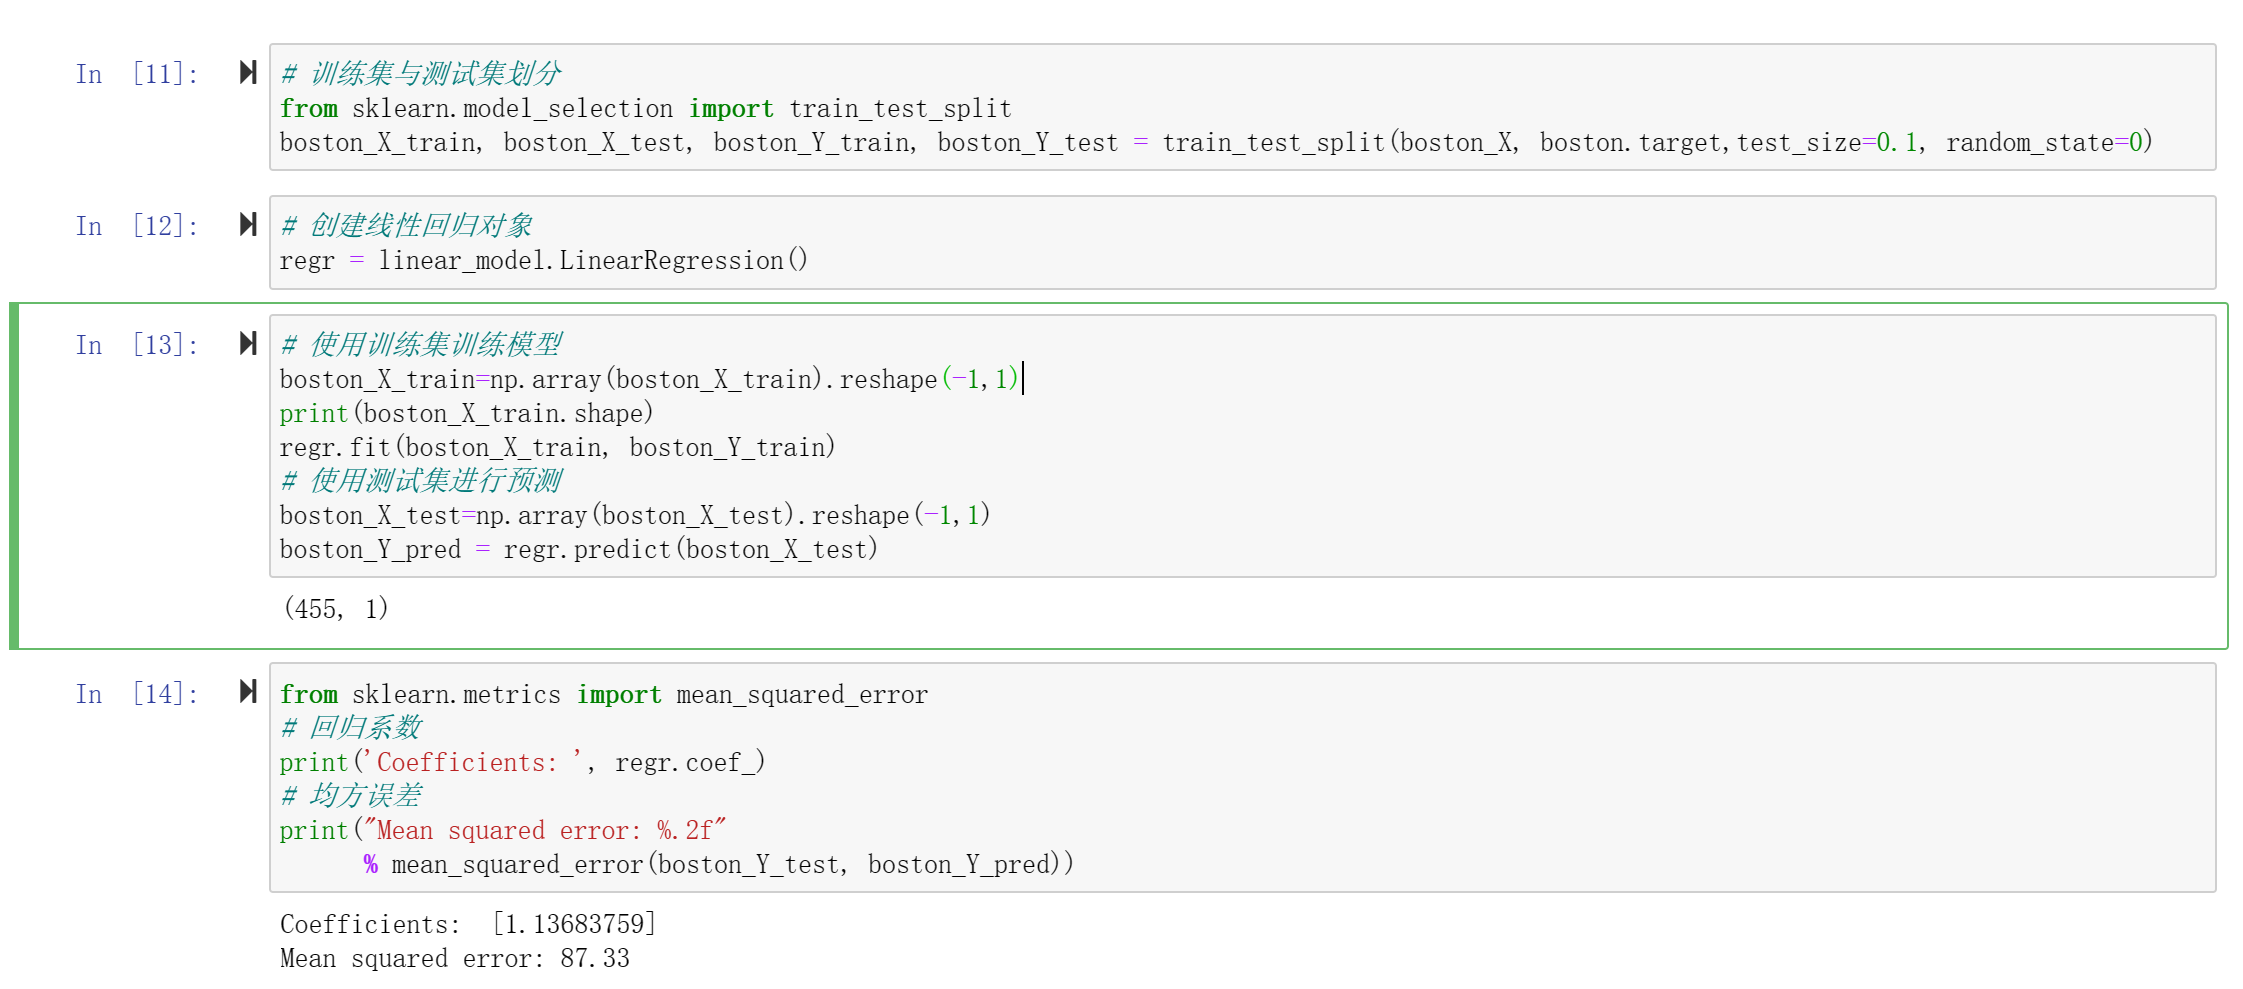 In [11]:
# 训练集与测试集划分
from sklearn.model_selection import train_test_split
boston_X_train, boston_X_test, boston_Y_train, boston_Y_test = train_test_split(boston_X, boston.target,test_size=0.1, random_state=0)
In [12]:
# 创建线性回归对象
regr = linear_model.LinearRegression()
In [13]:
# 使用训练集训练模型
boston_X_train=np.array(boston_X_train).reshape(-1,1)
print(boston_X_train.shape)
regr.fit(boston_X_train, boston_Y_train)
# 使用测试集进行预测
boston_X_test=np.array(boston_X_test).reshape(-1,1)
boston_Y_pred = regr.predict(boston_X_test)
(455, 1)
In [14]:
from sklearn.metrics import mean_squared_error
# 回归系数
print('Coefficients: ', regr.coef_)
# 均方误差
print("Mean squared error: %.2f"
% mean_squared_error(boston_Y_test, boston_Y_pred))
Coefficients:  [1.13683759]
Mean squared error: 87.33